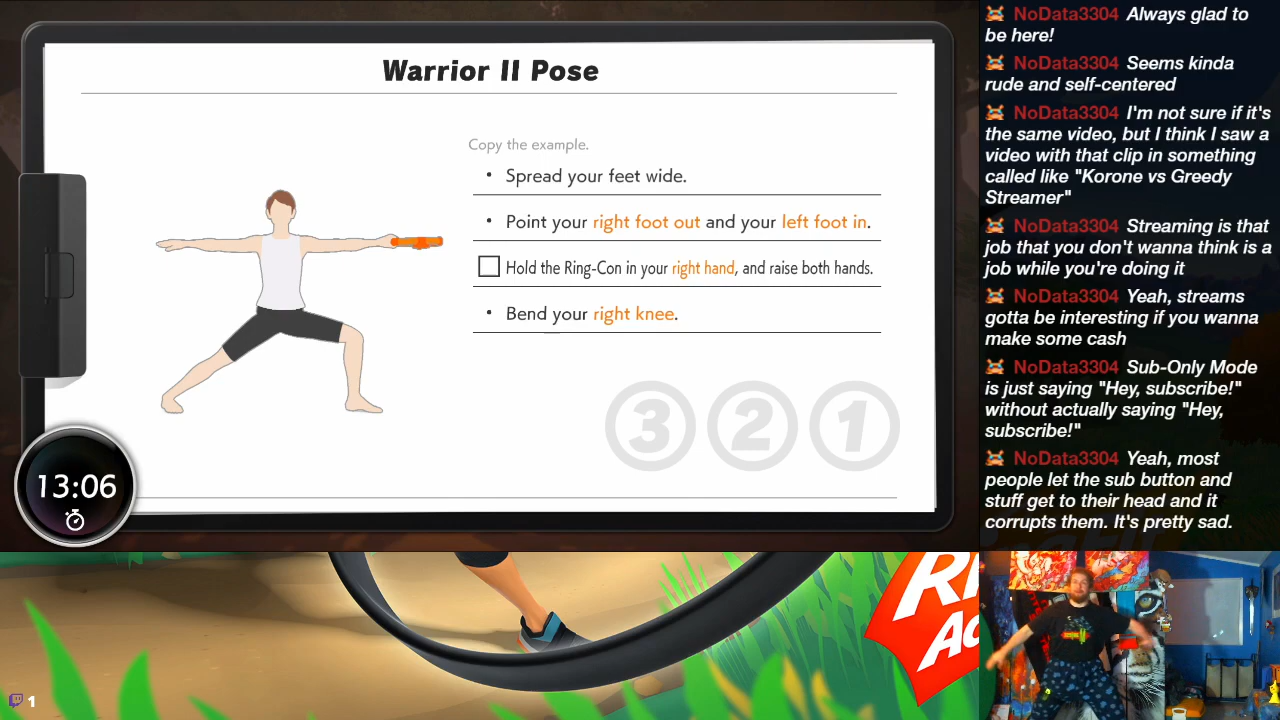 Warrior II Pose
Copy the example.
• Spread your feet wide.
• Point your right foot out and your left foot in.
Hold the Ring-Con in your right hand, and raise both hands.
• Bend your right knee.
3 2 1
13:06
1
NoData3304 Always glad to
be here!
NoData3304 Seems kinda
rude and self-centered
NoData3304 I'm not sure if it's
the same video, but I think I saw a
video with that clip in something
called like "Korone vs Greedy
Streamer"
NoData3304 Streaming is that
job that you don't wanna think is a
job while you're doing it
NoData3304 Yeah, streams
gotta be interesting if you wanna
make some cash
NoData3304 Sub-Only Mode
is just saying "Hey, subscribe!"
without actually saying "Hey,
subscribe!"
NoData3304 Yeah, most
people let the sub button and
stuff get to their head and it
corrupts them. It's pretty sad.